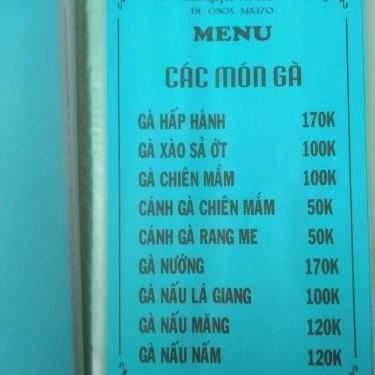 MENU
CÁC MÓN GÀ
GÀ HẤP HÀNH 170K
GÀ XÀO SẢ ỚT 100K
GÀ CHIÊN MẮM 100K
CÁNH GÀ CHIÊN MẮM 50K
CÁNH GÀ RANG ME 50K
GÀ NƯỚNG 170K
GÀ NẤU LÁ GIANG 100K
GÀ NẤU MĂNG 120K
GÀ NẤU NẤM 120K